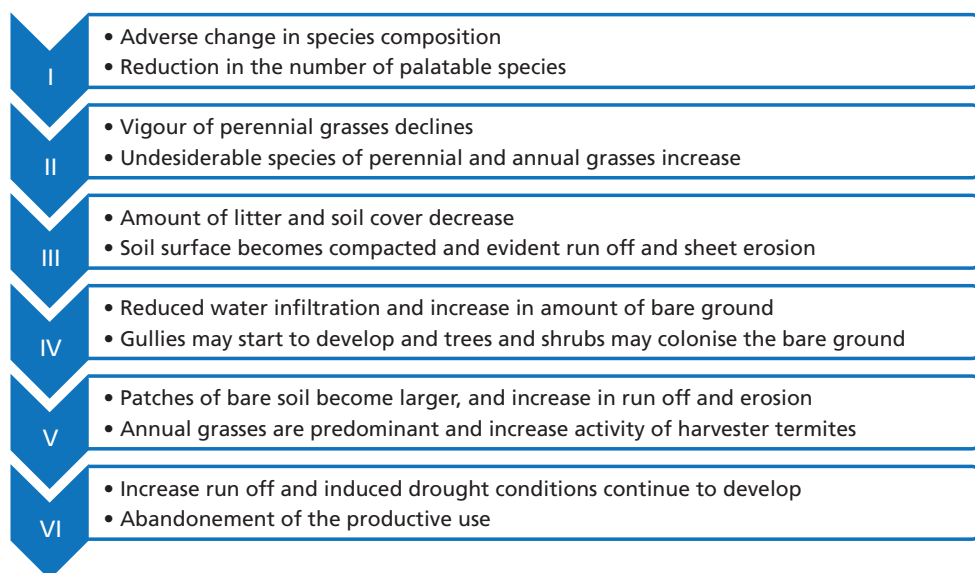 I
• Adverse change in species composition
• Reduction in the number of palatable species
II
• Vigour of perennial grasses declines
• Undesiderable species of perennial and annual grasses increase
III
• Amount of litter and soil cover decrease
• Soil surface becomes compacted and evident run off and sheet erosion
IV
• Reduced water infiltration and increase in amount of bare ground
• Gullies may start to develop and trees and shrubs may colonise the bare ground
V
• Patches of bare soil become larger, and increase in run off and erosion
• Annual grasses are predominant and increase activity of harvester termites
VI
• Increase run off and induced drought conditions continue to develop
• Abandonement of the productive use